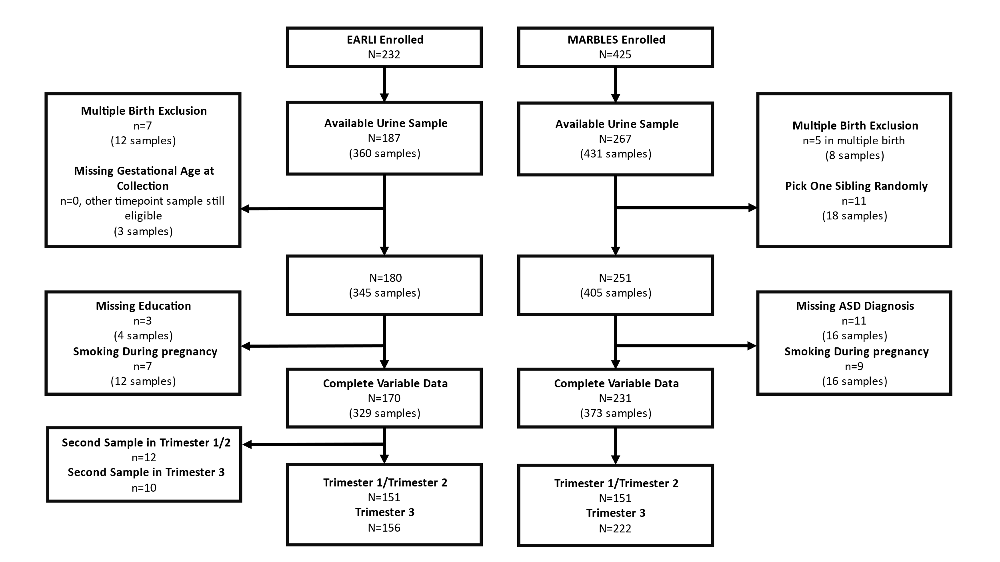 EARLI Enrolled
N=232
MARBLES Enrolled
N=425
Multiple Birth Exclusion
n=7
(12 samples)
Missing Gestational Age at
Collection
n=0, other timepoint sample still
eligible
(3 samples)
Available Urine Sample
N=187
(360 samples)
Available Urine Sample
N=267
(431 samples)
Multiple Birth Exclusion
n=5 in multiple birth
(8 samples)
Pick One Sibling Randomly
n=11
(18 samples)
N=180
(345 samples)
N=251
(405 samples)
Missing Education
n=3
(4 samples)
Smoking During pregnancy
n=7
(12 samples)
Missing ASD Diagnosis
n=11
(16 samples)
Smoking During pregnancy
n=9
(16 samples)
Complete Variable Data
N=170
(329 samples)
Complete Variable Data
N=231
(373 samples)
Second Sample in Trimester 1/2
n=12
Second Sample in Trimester 3
n=10
Trimester 1/Trimester 2
N=151
Trimester 3
N=156
Trimester 1/Trimester 2
N=151
Trimester 3
N=222